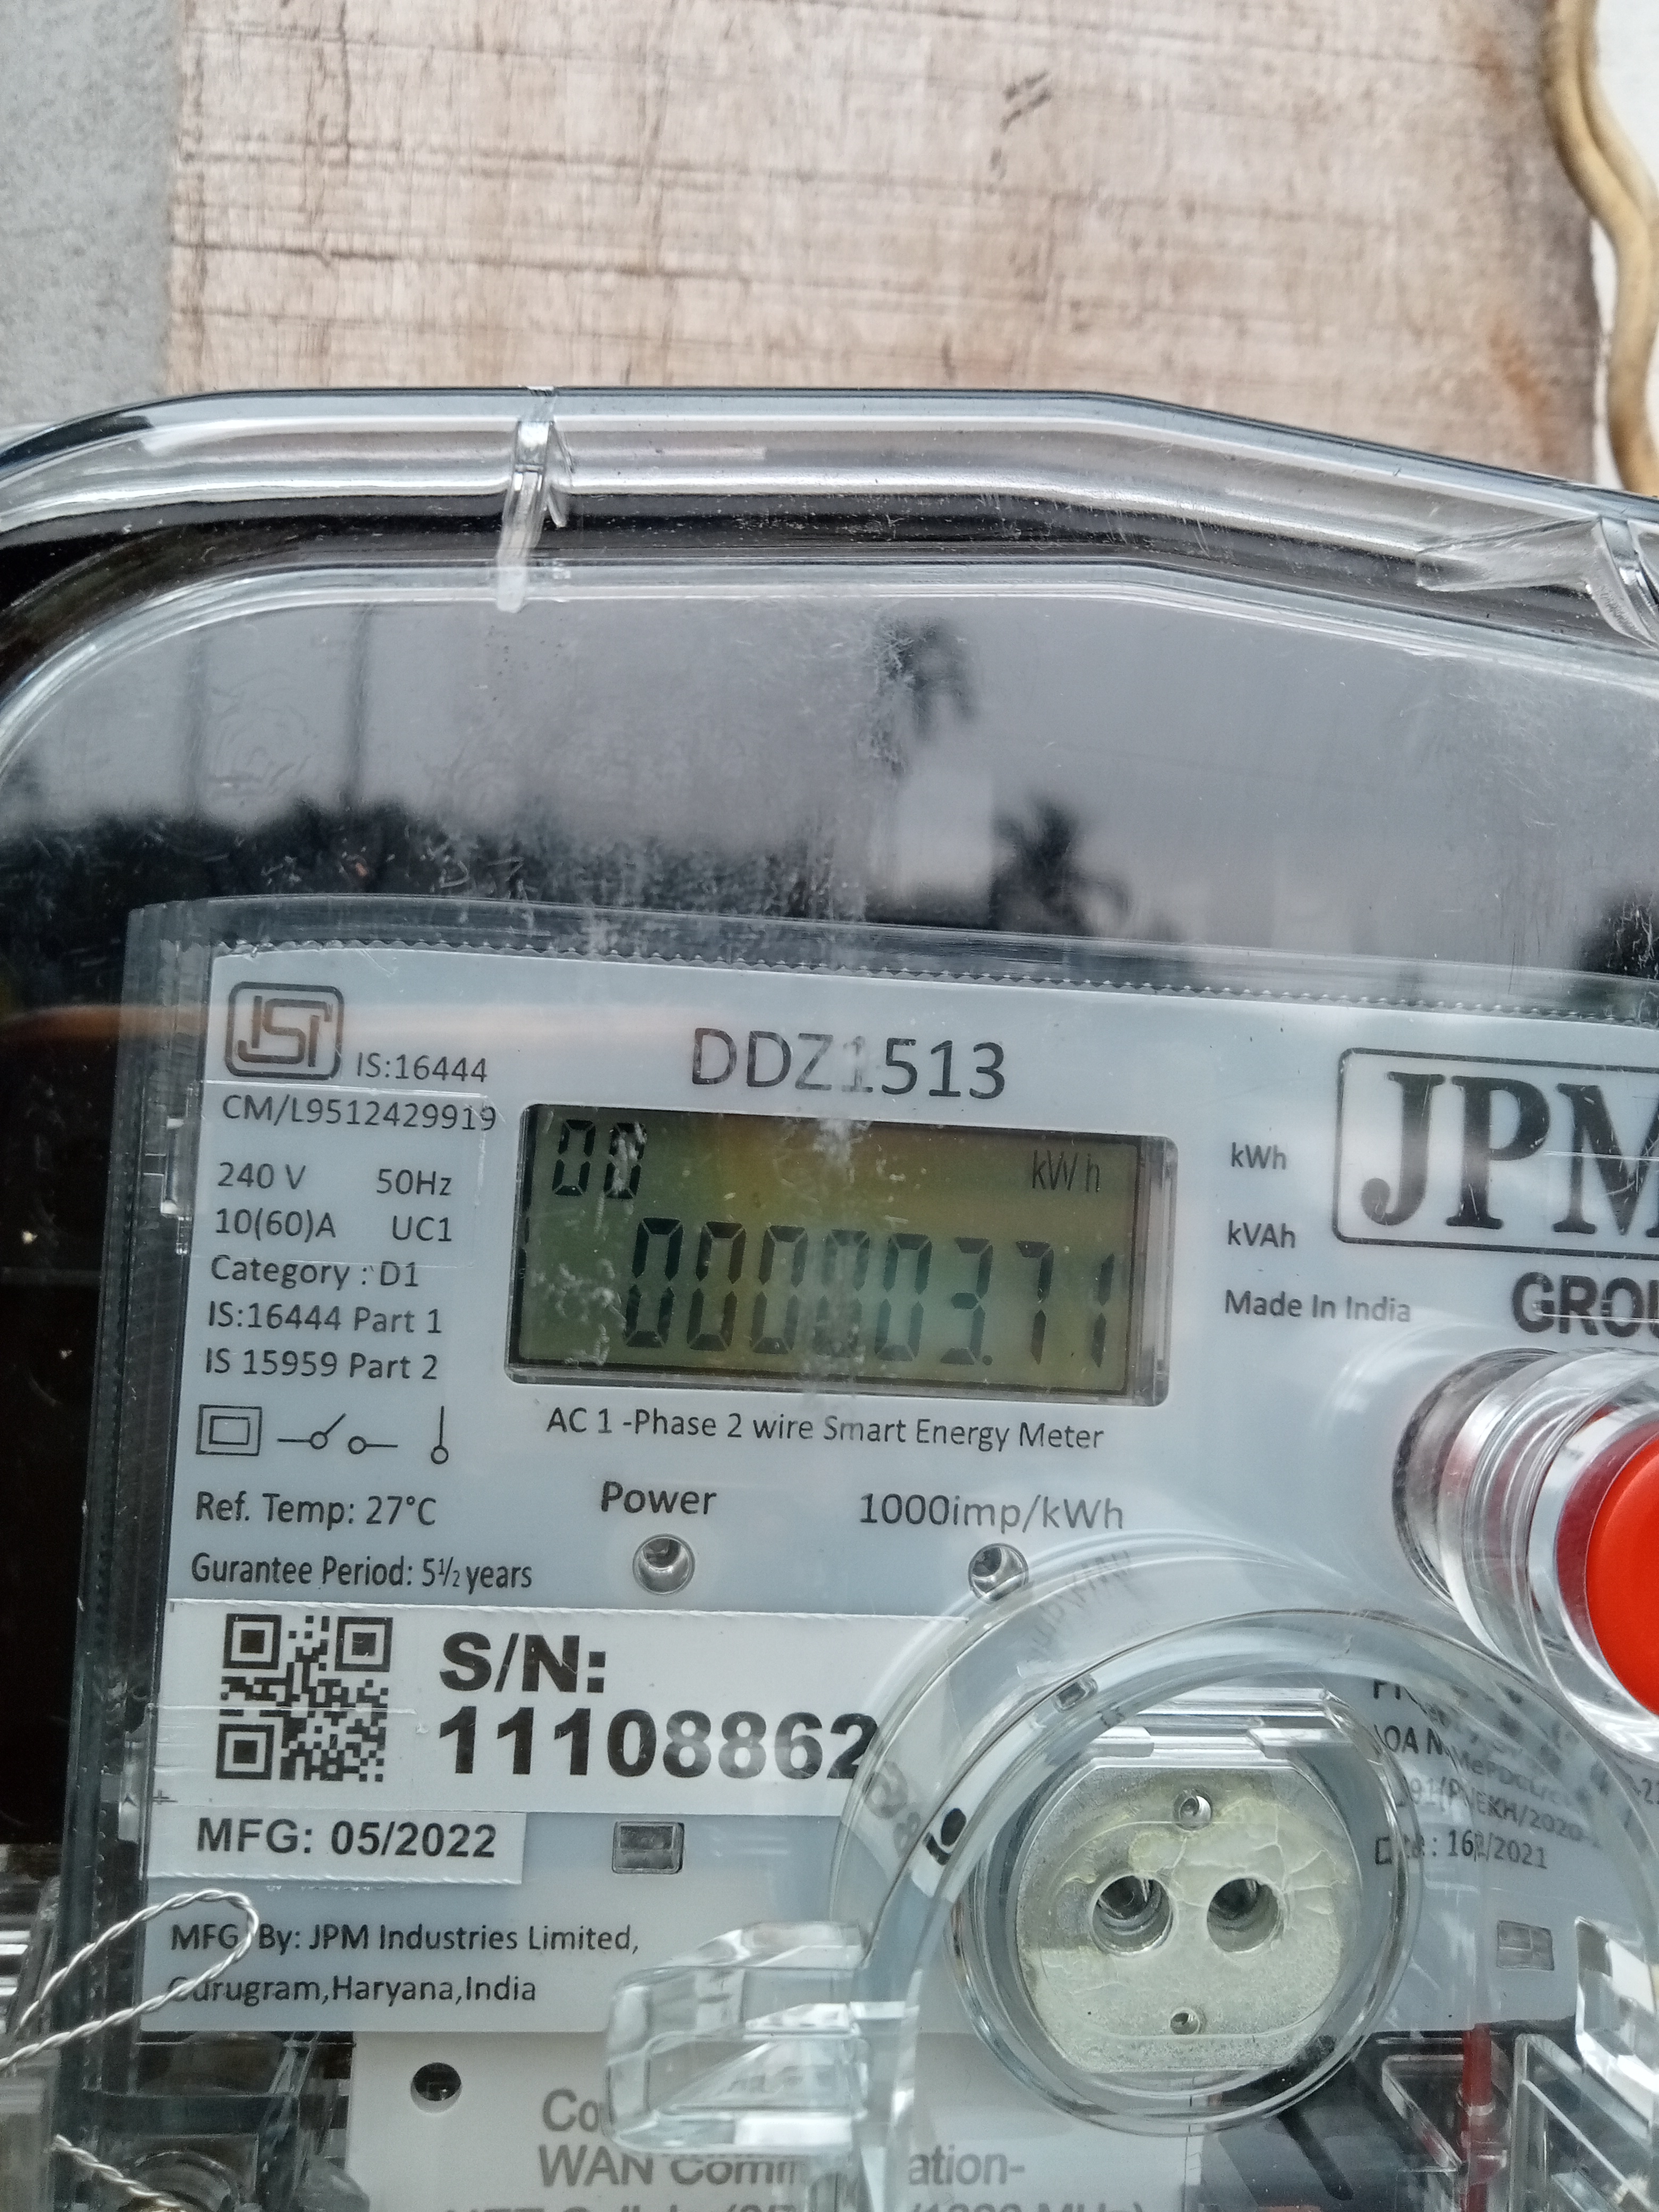 ISI
IS:16444
CM/L9512429919
240 V 50Hz
10(60)A UC1
Category : D1
IS:16444 Part 1
IS 15959 Part 2
Ref. Temp: 27°C
Gurantee Period: 5½ years
DDZ1513
00 kWh
000003.71
AC 1 -Phase 2 wire Smart Energy Meter
Power 1000imp/kWh
kWh
kVAh
Made In India
JPM
S/N:
11108862
MFG: 05/2022
MFG By: JPM Industries Limited,
Gurugram,Haryana,India
WAN